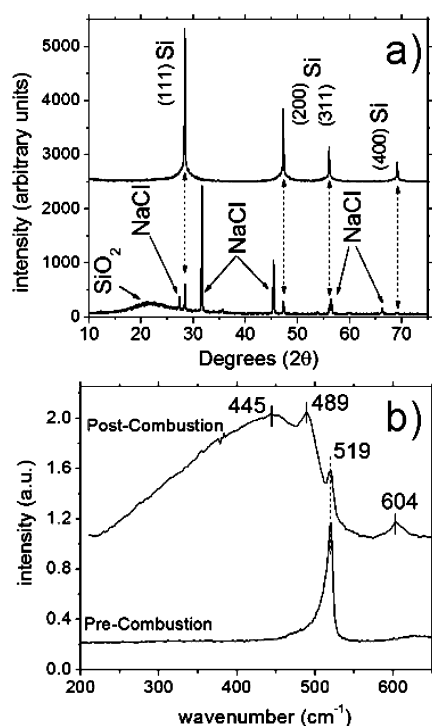 a)
intensity (arbitrary units)
5000
4000
3000
2000
1000
0
(111) Si
(200) Si
(311)
(400) Si
SiO2
NaCl
NaCl
NaCl
10 20 30 40 50 60 70
Degrees (2θ)
b)
intensity (a.u.)
2.0
1.6
1.2
0.8
0.4
0.0
445
489
519
604
Post-Combustion
Pre-Combustion
200 300 400 500 600
wavenumber (cm-1)